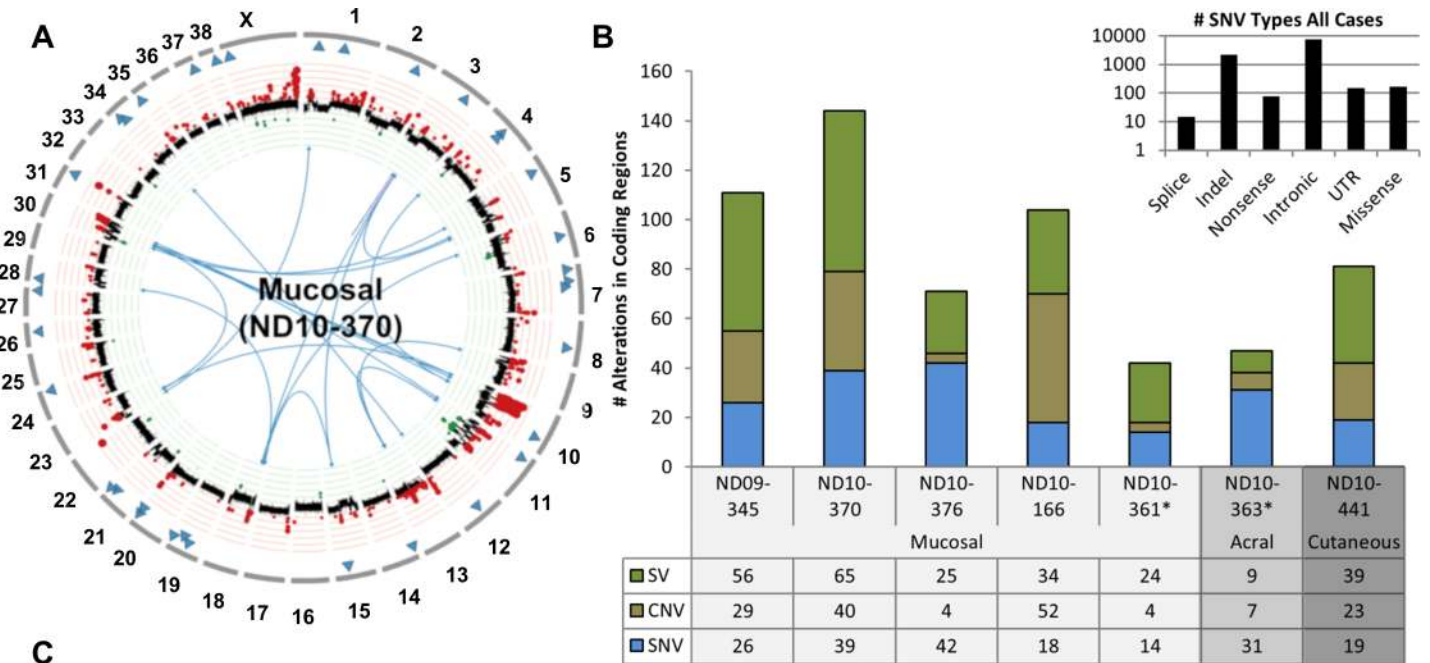 A
X
1
2
3
4
5
6
7
8
9
10
11
12
13
14
15
16
17
18
19
20
21
22
23
24
25
26
27
28
29
30
31
32
33
34
35
36
37
38
Mucosal
(ND10-370)
B
# SNV Types All Cases
10000
1000
100
10
1
Splice
Indel
Nonsense
Intronic
UTR
Missense
# Alterations in Coding Regions
160
140
120
100
80
60
40
20
0
ND09-345 ND10-370 ND10-376 ND10-166 ND10-361* ND10-363* ND10-441
Mucosal Acral Cutaneous
SV 56 65 25 34 24 9 39
CNV 29 40 4 52 4 7 23
SNV 26 39 42 18 14 31 19
C